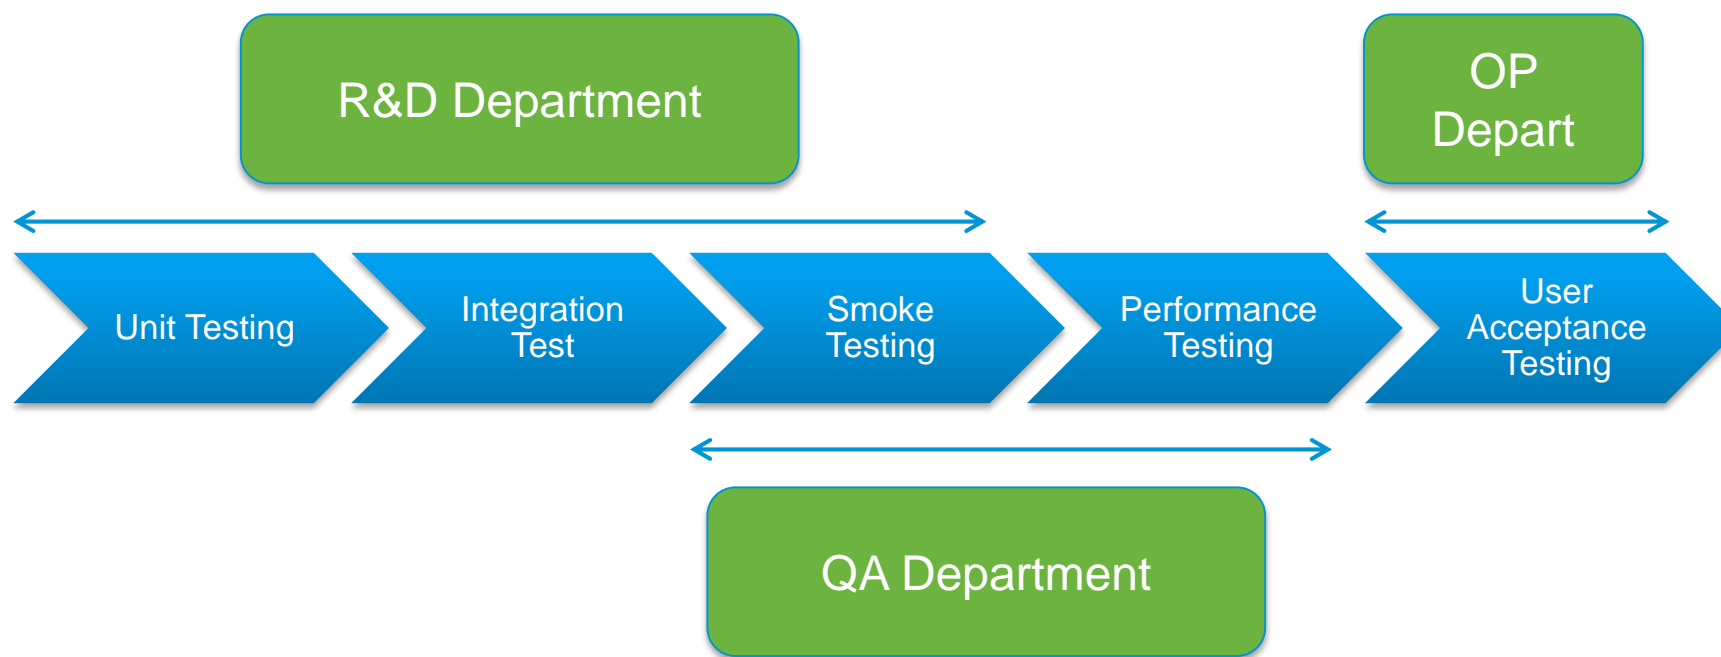 R&D Department
OP
Depart
Unit Testing
Integration
Test
Smoke
Testing
Performance
Testing
User
Acceptance
Testing
QA Department